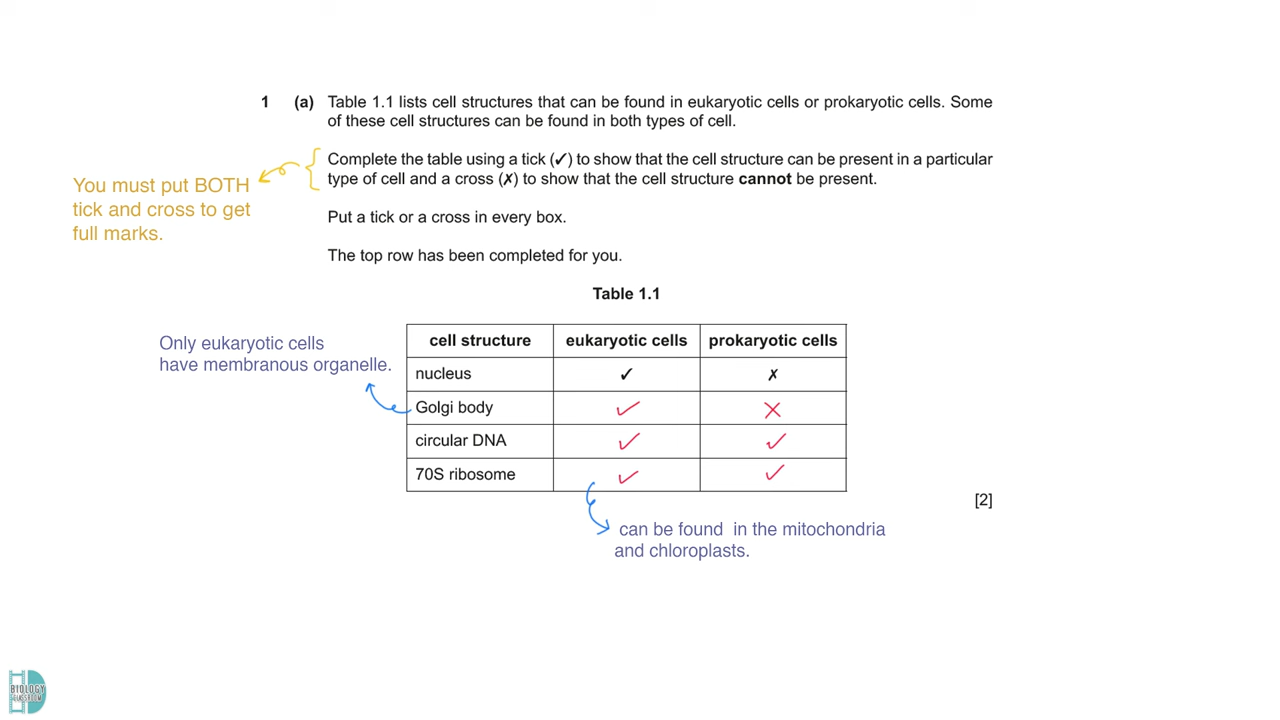 1 (a) Table 1.1 lists cell structures that can be found in eukaryotic cells or prokaryotic cells. Some
of these cell structures can be found in both types of cell.
Complete the table using a tick (✓) to show that the cell structure can be present in a particular
type of cell and a cross (✗) to show that the cell structure cannot be present.
You must put BOTH
tick and cross to get
full marks.
Put a tick or a cross in every box.
The top row has been completed for you.
Table 1.1
Only eukaryotic cells
have membranous organelle.
cell structure eukaryotic cells prokaryotic cells
nucleus ✓ ✗
Golgi body ✓ ✗
circular DNA ✓ ✓
70S ribosome ✓ ✓
[2]
can be found in the mitochondria
and chloroplasts.
BIOLOGY
CLASSROOM